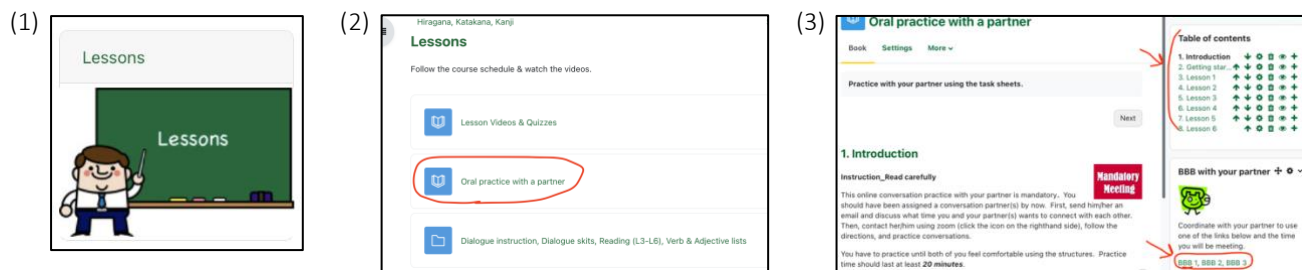 (1)
Lessons
Lessons
(2)
Hiragana, Katakana, Kanji
Lessons
Follow the course schedule & watch the videos.
Lesson Videos & Quizzes
Oral practice with a partner
Dialogue instruction, Dialogue skits, Reading (L3-L6), Verb & Adjective lists
(3)
Oral practice with a partner
Book Settings More
Practice with your partner using the task sheets.
Next
1. Introduction
Instruction_Read carefully
Mandatory
Meeting
This online conversation practice with your partner is mandatory. You
should have been assigned a conversation partner(s) by now. First, send him/her an
email and discuss what time you and your partner(s) wants to connect with each other.
Then, contact her/him using zoom (click the icon on the righthand side), follow the
directions, and practice conversations.
You have to practice until both of you feel comfortable using the structures. Practice
time should last at least 20 minutes.
Table of contents
1. Introduction
2. Getting star...
3. Lesson 1
4. Lesson 2
5. Lesson 3
6. Lesson 4
7. Lesson 5
8. Lesson 6
BBB with your partner
Coordinate with your partner to use
one of the links below and the time
you will be meeting.
BBB 1, BBB 2, BBB 3